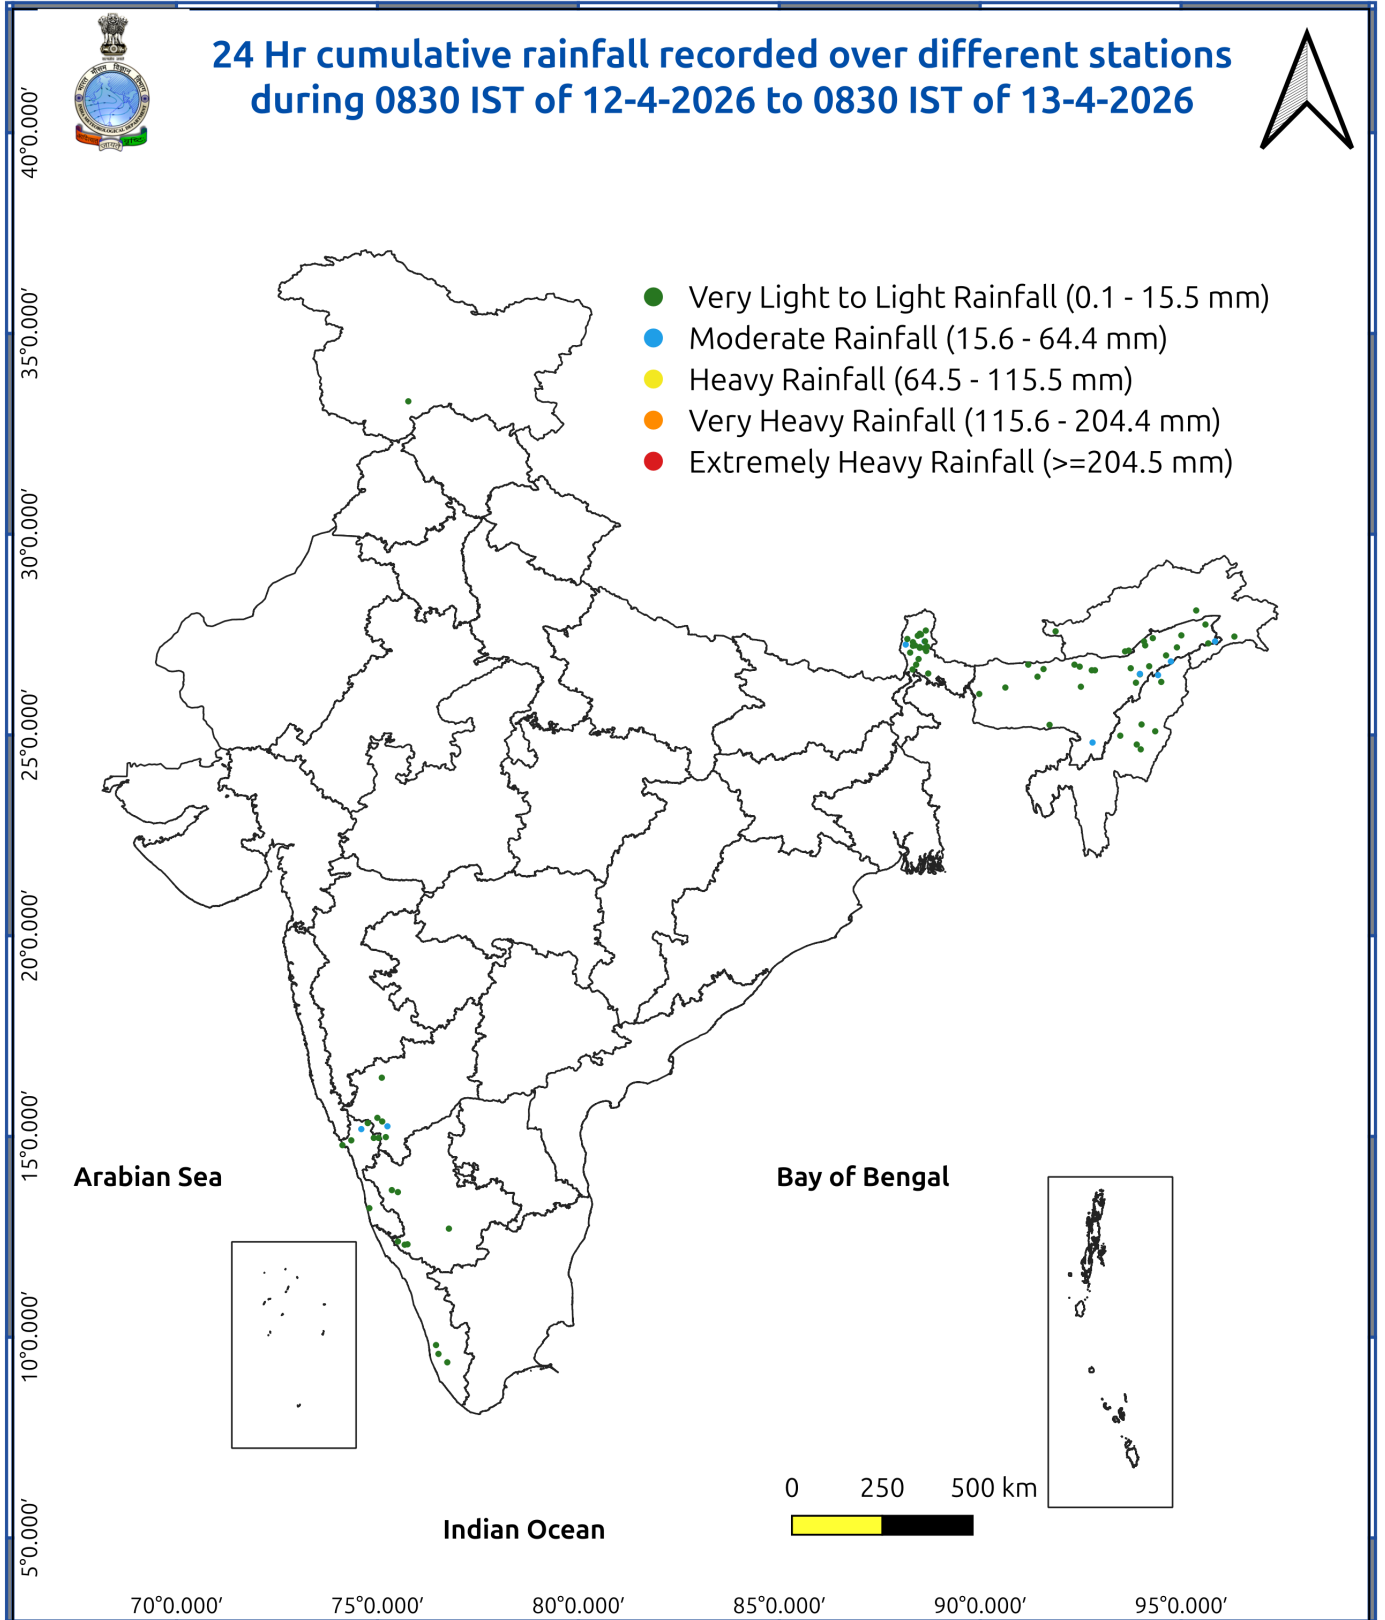 24 Hr cumulative rainfall recorded over different stations
during 0830 IST of 12-4-2026 to 0830 IST of 13-4-2026
Very Light to Light Rainfall (0.1 - 15.5 mm)
Moderate Rainfall (15.6 - 64.4 mm)
Heavy Rainfall (64.5 - 115.5 mm)
Very Heavy Rainfall (115.6 - 204.4 mm)
Extremely Heavy Rainfall (>=204.5 mm)
40°0.000′
35°0.000′
30°0.000′
25°0.000′
20°0.000′
15°0.000′
10°0.000′
5°0.000′
Arabian Sea
Bay of Bengal
Indian Ocean
0 250 500 km
70°0.000′ 75°0.000′ 80°0.000′ 85°0.000′ 90°0.000′ 95°0.000′